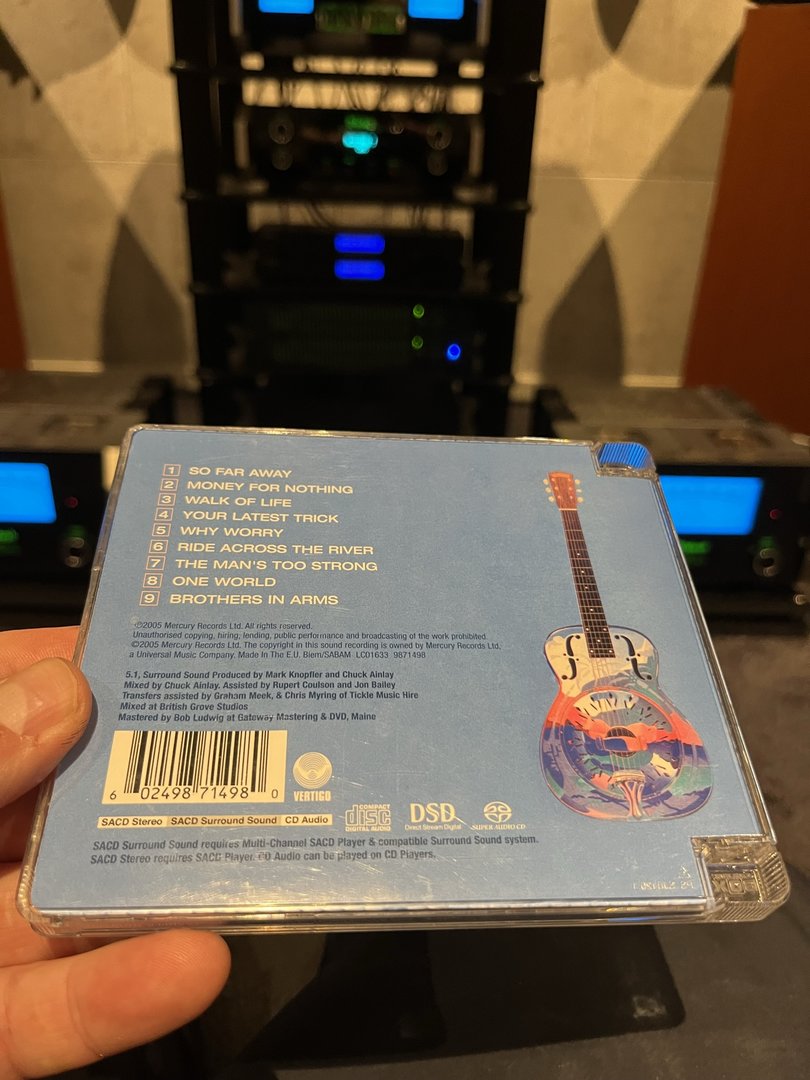 1 SO FAR AWAY
2 MONEY FOR NOTHING
3 WALK OF LIFE
4 YOUR LATEST TRICK
5 WHY WORRY
6 RIDE ACROSS THE RIVER
7 THE MAN'S TOO STRONG
8 ONE WORLD
9 BROTHERS IN ARMS
℗2005 Mercury Records Ltd. All rights reserved.
Unauthorised copying, hiring, lending, public performance and broadcasting of the work prohibited.
©2005 Mercury Records Ltd. The copyright in this sound recording is owned by Mercury Records Ltd,
a Universal Music Company. Made In The E.U. Biem/SABAM LC01633 9871498
5.1, Surround Sound Produced by Mark Knopfler and Chuck Ainlay
Mixed by Chuck Ainlay. Assisted by Rupert Coulson and Jon Bailey
Transfers assisted by Graham Meek, & Chris Myring of Tickle Music Hire
Mixed at British Grove Studios
Mastered by Bob Ludwig at Gateway Mastering & DVD, Maine
6 02498 71498 0
VERTIGO
COMPACT disc DIGITAL AUDIO
DSD Direct Stream Digital
SUPER AUDIO CD
SACD Stereo SACD Surround Sound CD Audio
SACD Surround Sound requires Multi-Channel SACD Player & compatible Surround Sound system.
SACD Stereo requires SACD Player. CD Audio can be played on CD Players.